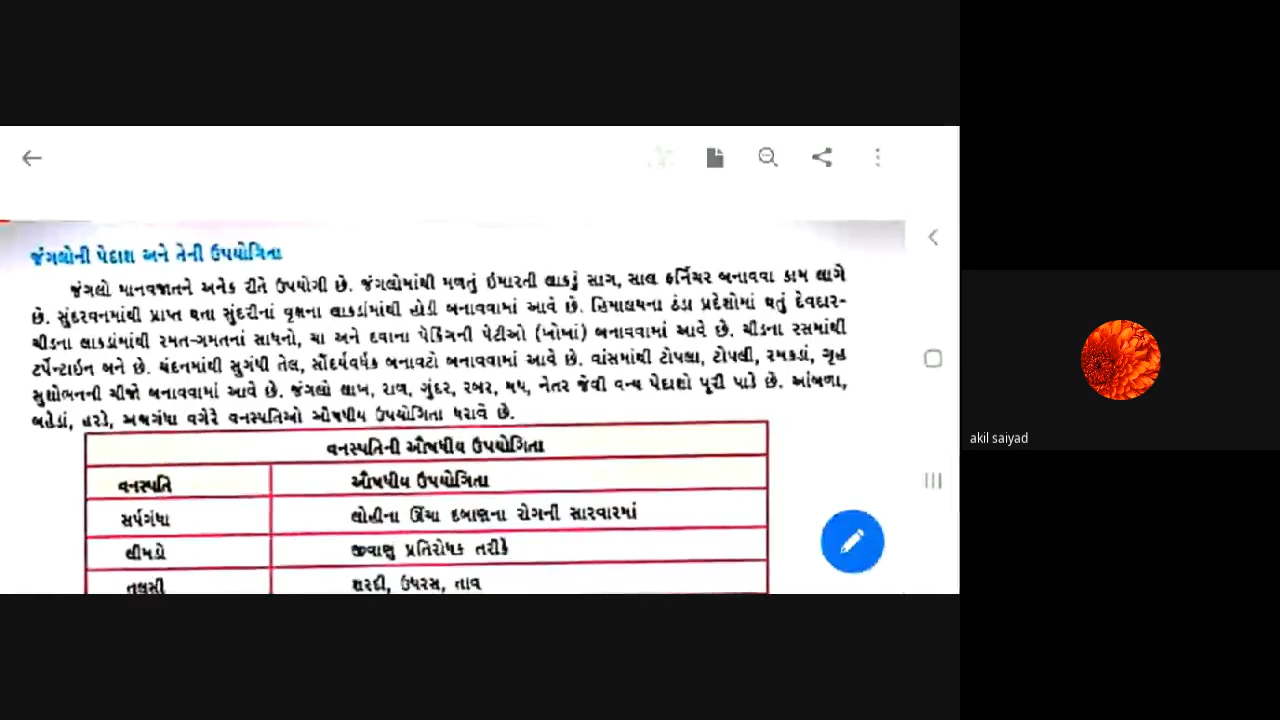 જંગલોની પેદાશ અને તેની ઉપયોગિતા
જંગલો માનવજાતને અનેક રીતે ઉપયોગી છે. જંગલોમાંથી મળતું ઈમારતી લાકડું સાગ, સાલ ફર્નિચર બનાવવા કામ લાગે
છે. સુંદરવનમાંથી પ્રાપ્ત થતા સુંદરીનાં વૃક્ષના લાકડાંમાંથી હોડી બનાવવામાં આવે છે. હિમાલયના ઠંડા પ્રદેશોમાં થતું દેવદાર-
ચીડના લાકડાંમાંથી રમત-ગમતનાં સાધનો, ચા અને દવાના પેકિંગની પેટીઓ (ખોખાં) બનાવવામાં આવે છે. ચીડના રસમાંથી
ટર્પેન્ટાઇન બને છે. ચંદનમાંથી સુગંધી તેલ, સૌંદર્યવર્ધક બનાવટો બનાવવામાં આવે છે. વાંસમાંથી ટોપલા, ટોપલી, રમકડાં, ગૃહ
સુશોભનની ચીજો બનાવવામાં આવે છે. જંગલો લાખ, રાળ, ગુંદર, રબર, મધ, નેતર જેવી વન્ય પેદાશો પૂરી પાડે છે. આંબળા,
બહેડાં, હરડે, અશ્વગંધા વગેરે વનસ્પતિઓ ઔષધીય ઉપયોગિતા ધરાવે છે.
વનસ્પતિની ઔષધીય ઉપયોગિતા
વનસ્પતિ ઔષધીય ઉપયોગિતા
સર્પગંધા લોહીના ઊંચા દબાણના રોગની સારવારમાં
લીમડો જીવાણુ પ્રતિરોધક તરીકે
તુલસી શરદી, ઉધરસ, તાવ
akil saiyad